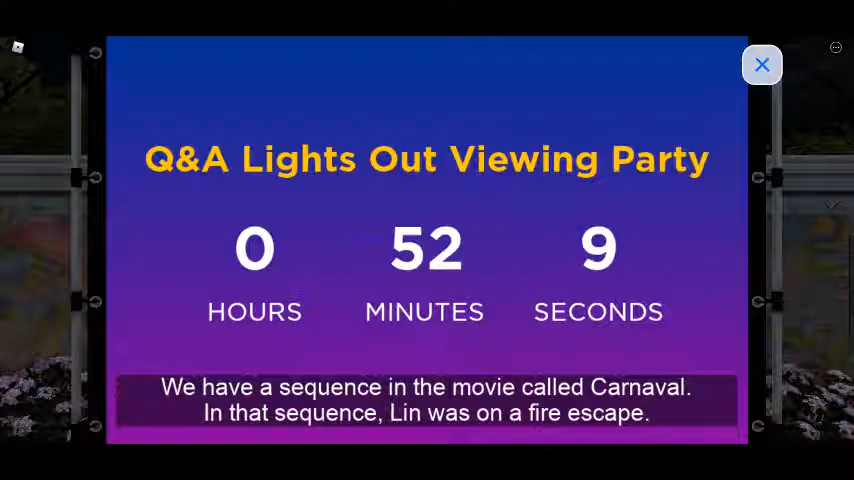 Q&A Lights Out Viewing Party
0 52 9
HOURS MINUTES SECONDS
We have a sequence in the movie called Carnaval.
In that sequence, Lin was on a fire escape.